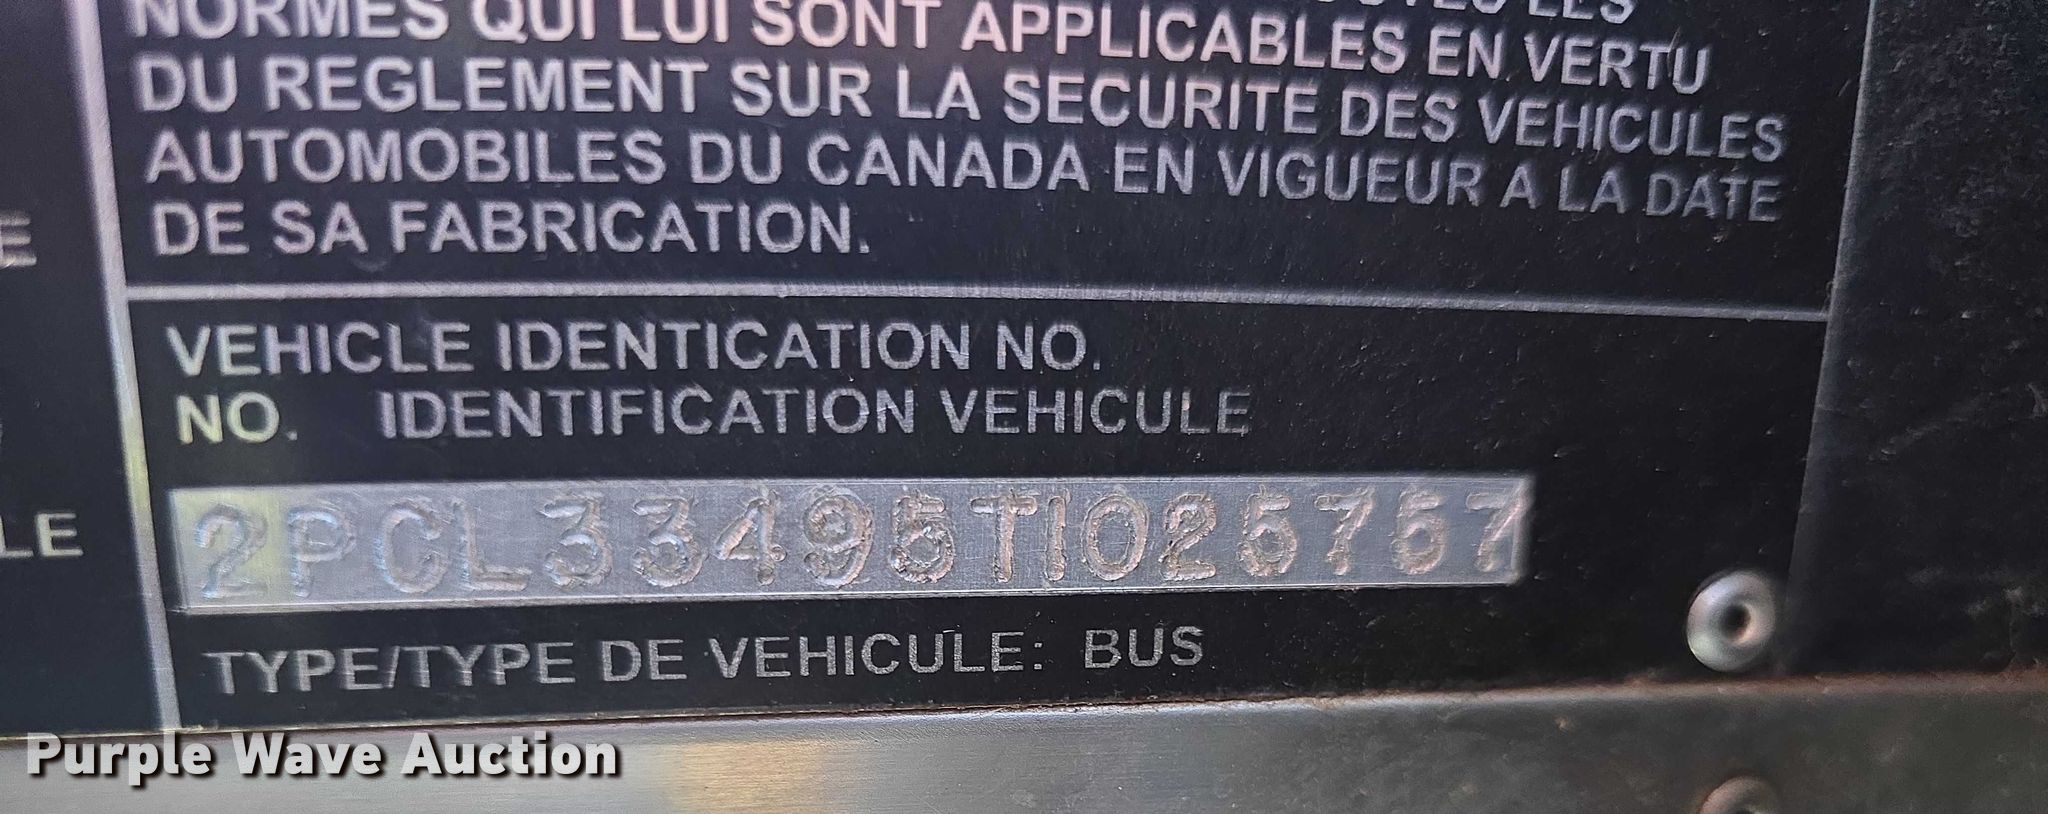 NORMES QUI LUI SONT APPLICABLES EN VERTU
DU REGLEMENT SUR LA SECURITE DES VEHICULES
AUTOMOBILES DU CANADA EN VIGUEUR A LA DATE
DE SA FABRICATION.
VEHICLE IDENTICATION NO.
NO. IDENTIFICATION VEHICULE
2PCL33495T1025757
TYPE/TYPE DE VEHICULE: BUS
Purple Wave Auction